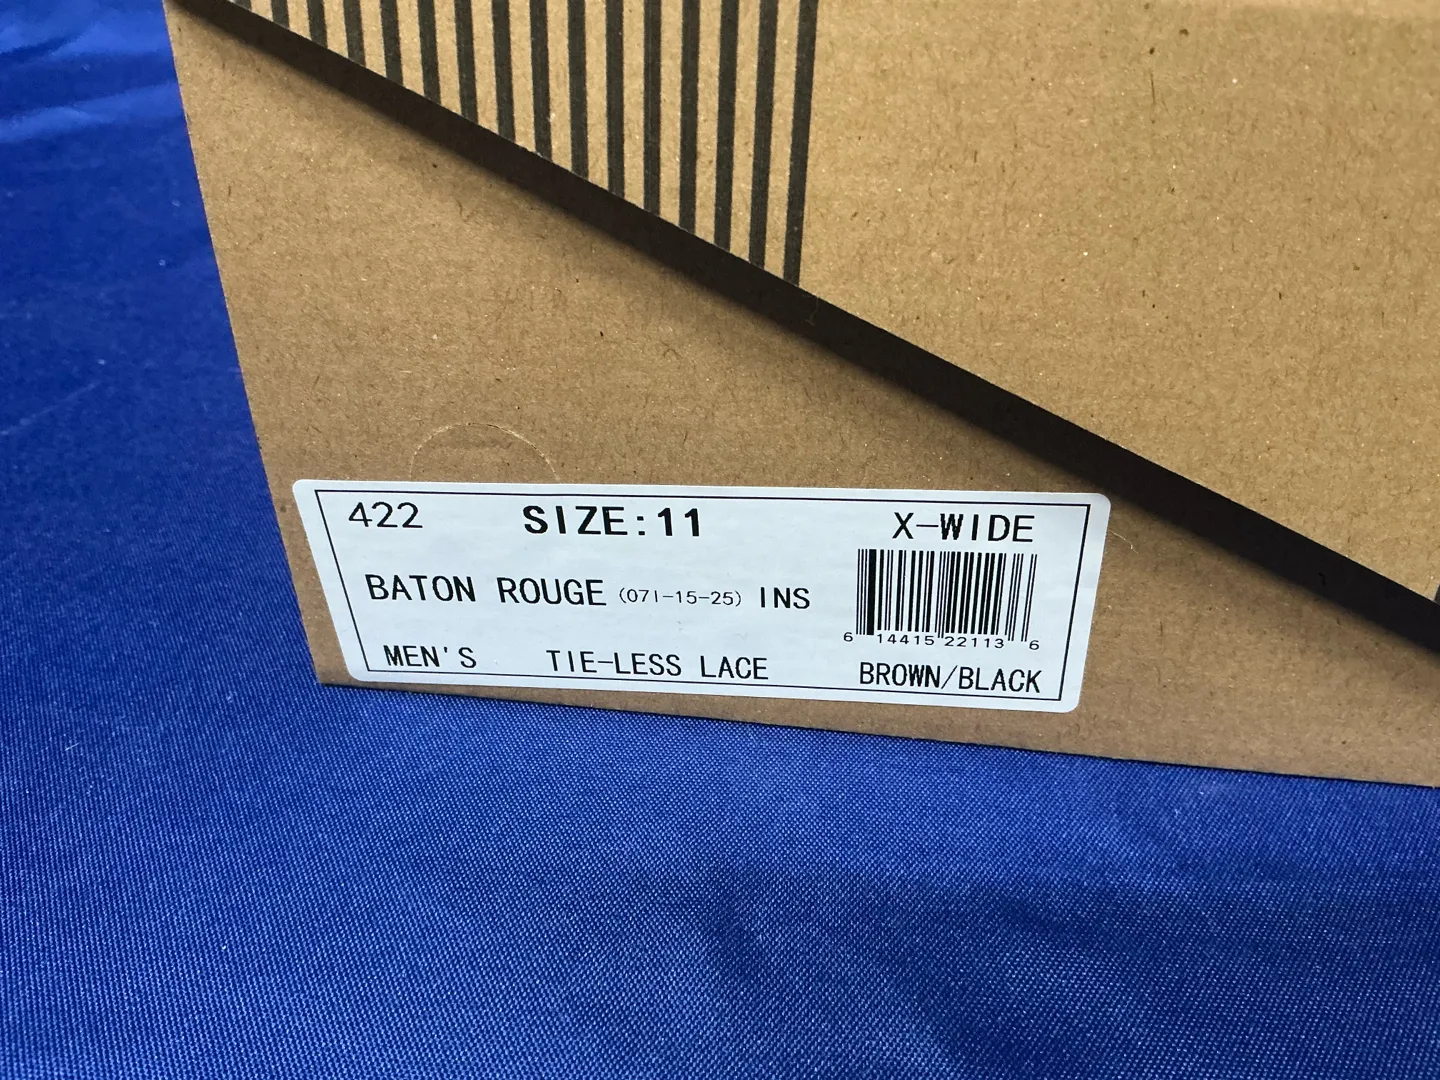 422 SIZE:11 X-WIDE
BATON ROUGE (071-15-25) INS
6 14415 22113 6
MEN'S TIE-LESS LACE BROWN/BLACK